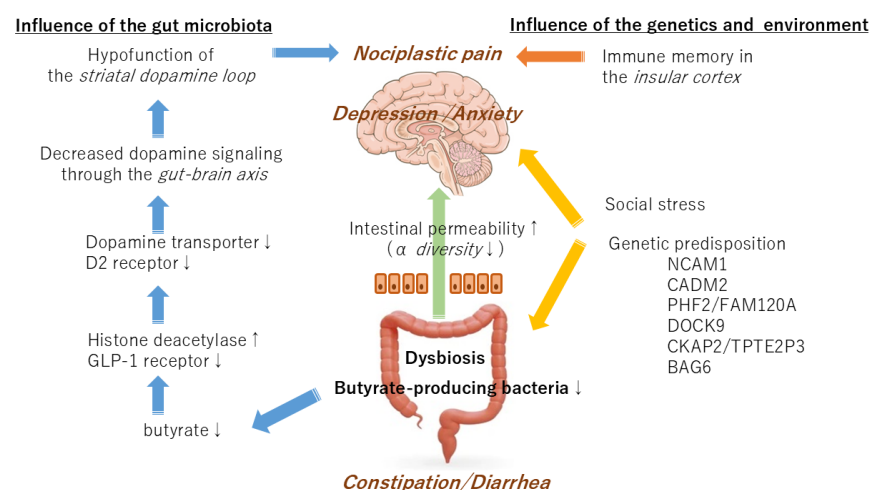 Influence of the gut microbiota
Hypofunction of
the striatal dopamine loop
Decreased dopamine signaling
through the gut-brain axis
Dopamine transporter ↓
D2 receptor ↓
Histone deacetylase ↑
GLP-1 receptor ↓
butyrate ↓
Nociplastic pain
Depression /Anxiety
Intestinal permeability ↑
(α diversity ↓)
Dysbiosis
Butyrate-producing bacteria ↓
Constipation/Diarrhea
Influence of the genetics and environment
Immune memory in
the insular cortex
Social stress
Genetic predisposition
NCAM1
CADM2
PHF2/FAM120A
DOCK9
CKAP2/TPTE2P3
BAG6